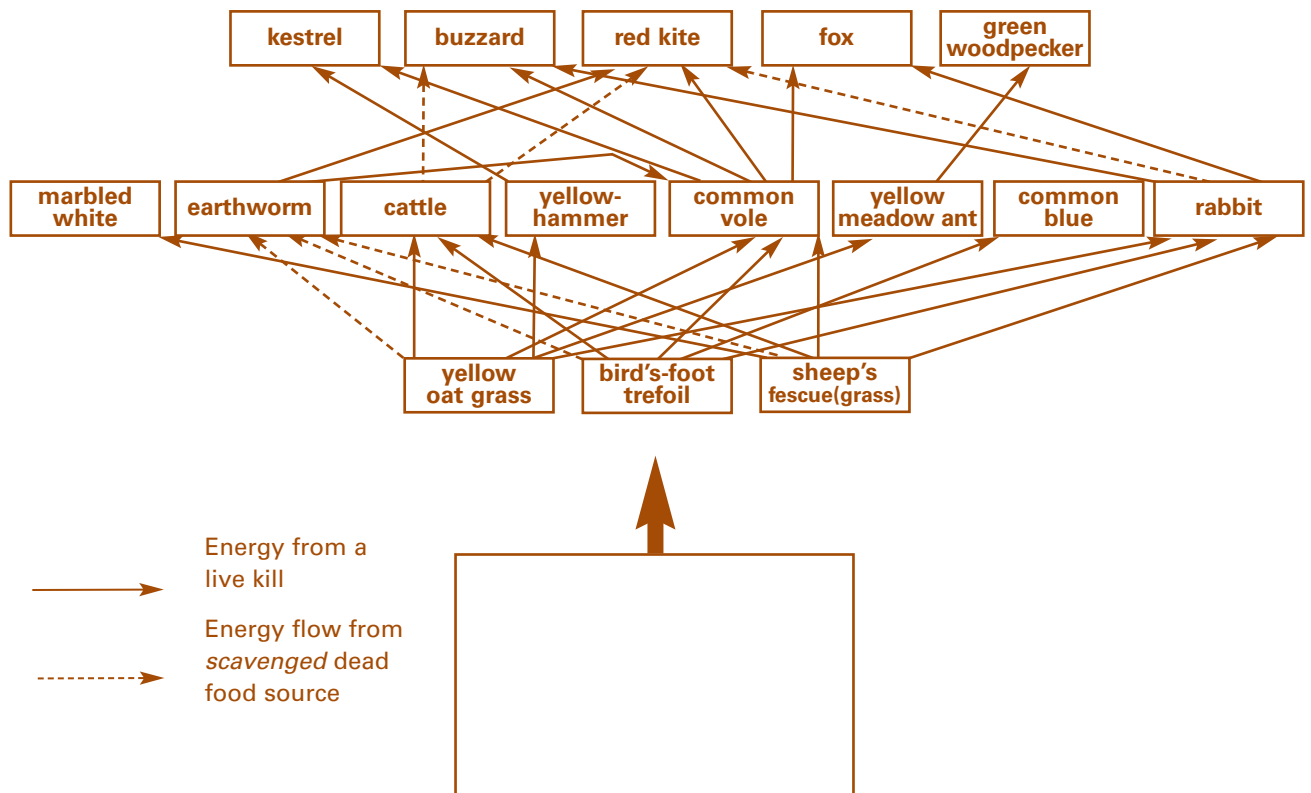 kestrel
buzzard
red kite
fox
green
woodpecker
marbled
white
earthworm
cattle
yellow-
hammer
common
vole
yellow
meadow ant
common
blue
rabbit
yellow
oat grass
bird's-foot
trefoil
sheep's
fescue(grass)
Energy from a
live kill
Energy flow from
scavenged dead
food source